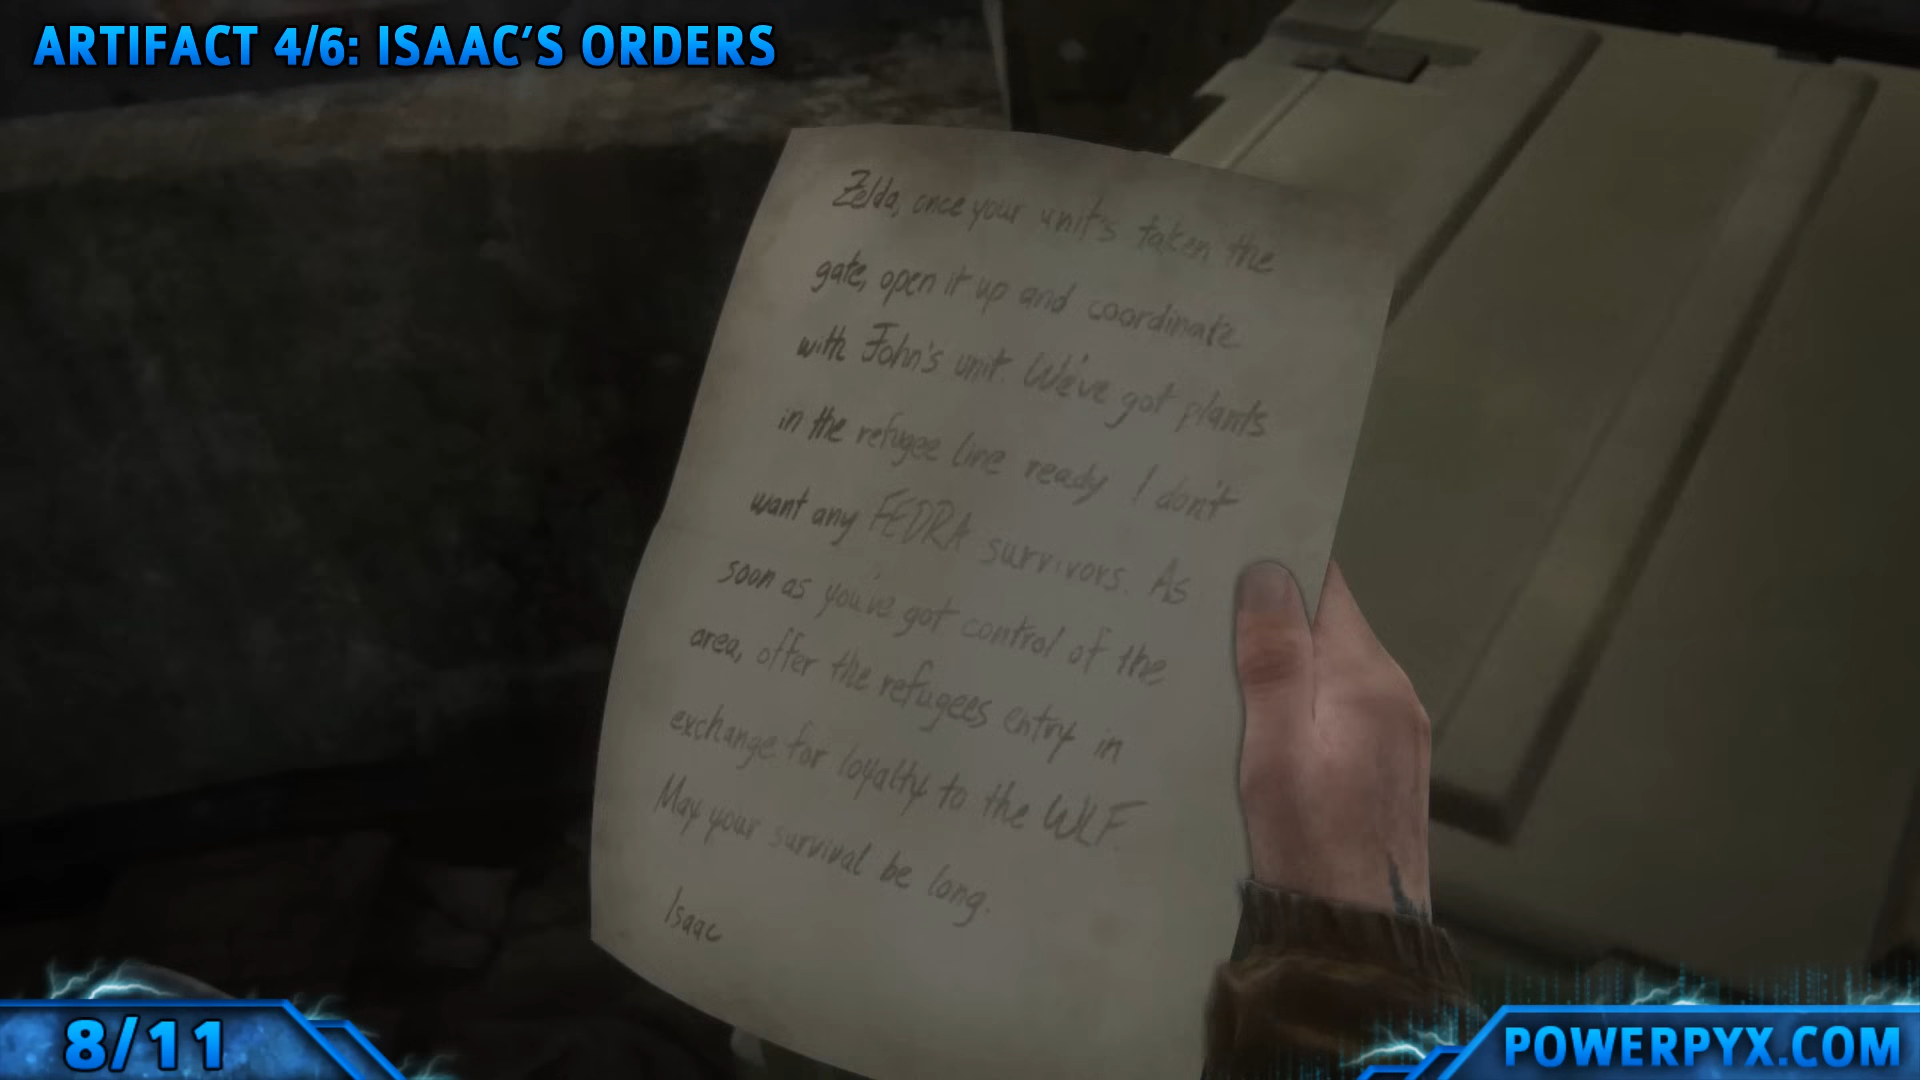 ARTIFACT 4/6: ISAAC'S ORDERS
Zelda, once your unit's taken the
gate, open it up and coordinate
with John's unit. We've got plants
in the refugee line ready. I don't
want any FEDRA survivors. As
soon as you've got control of the
area, offer the refugees entry in
exchange for loyalty to the WLF.
May your survival be long.
Isaac
8/11
POWERPYX.COM